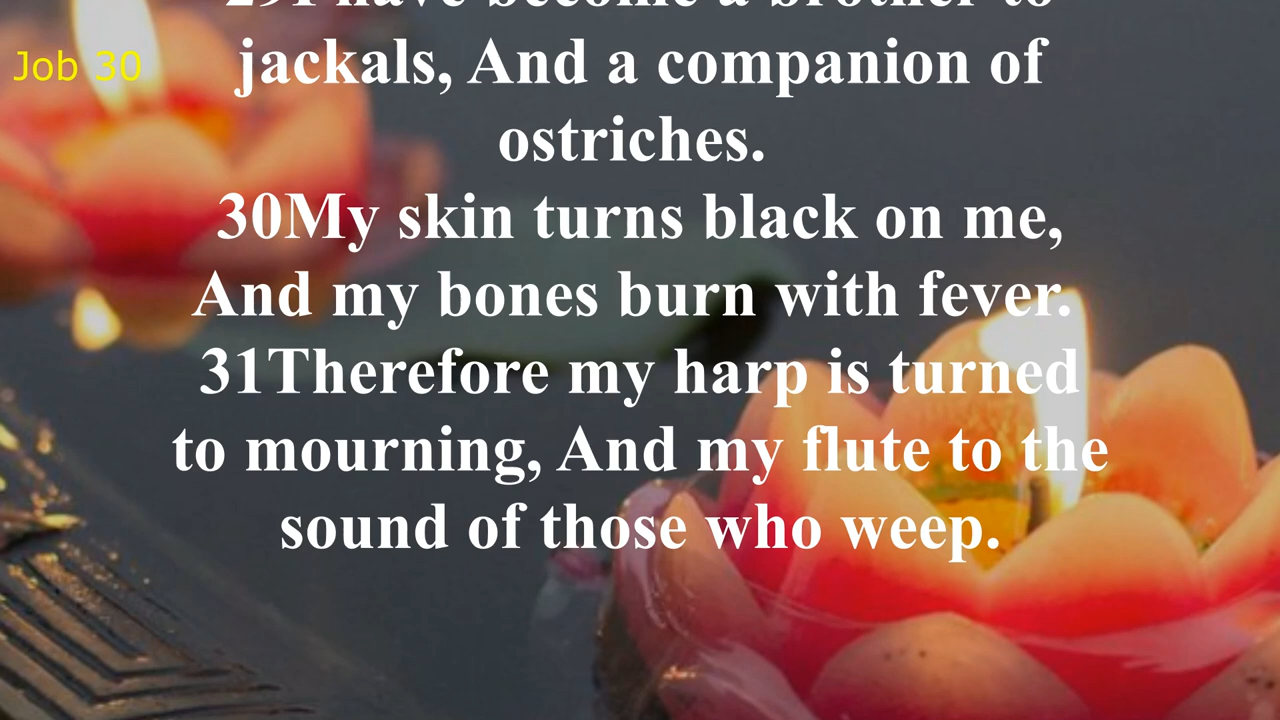 Job 30
29I have become a brother to
jackals, And a companion of
ostriches.
30My skin turns black on me,
And my bones burn with fever.
31Therefore my harp is turned
to mourning, And my flute to the
sound of those who weep.